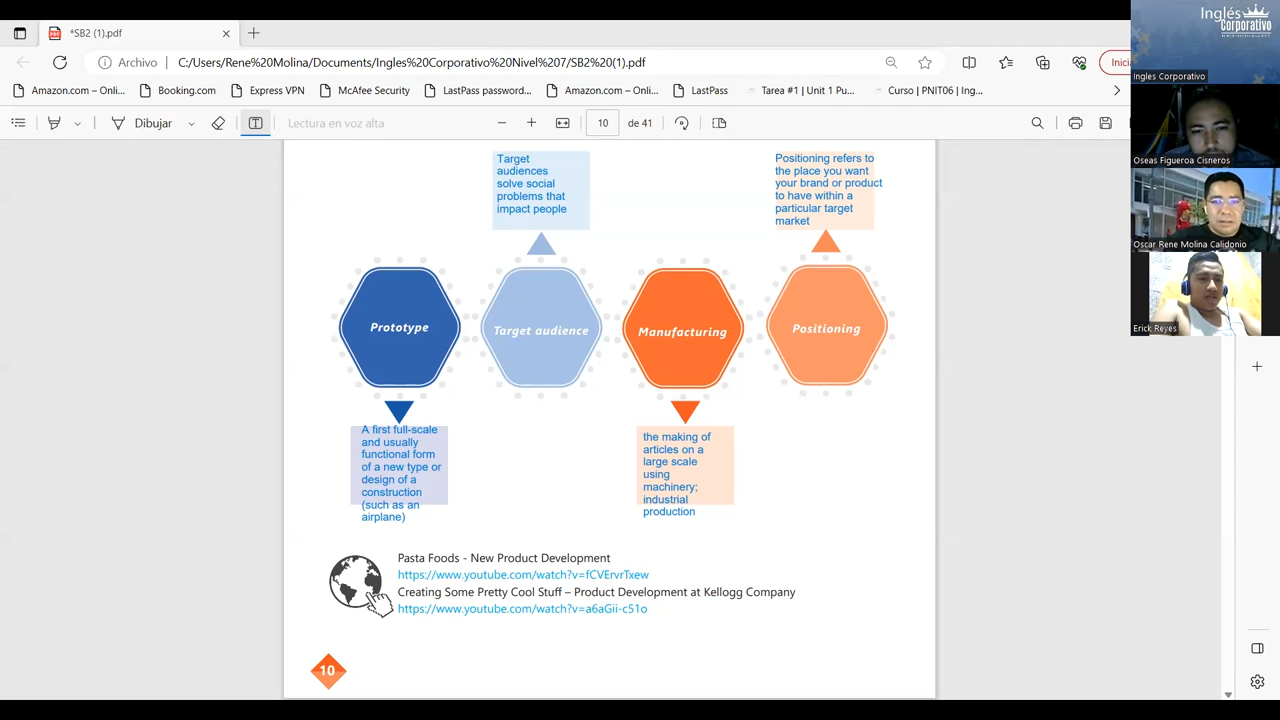 *SB2 (1).pdf
Archivo
C:/Users/Rene%20Molina/Documents/Ingles%20Corporativo%20Nivel%207/SB2%20(1).pdf
Inici
Amazon.com – Onli...
Booking.com
Express VPN
McAfee Security
LastPass password...
Amazon.com – Onli...
LastPass
Tarea #1 | Unit 1 Pu...
Curso | PNIT06 | Ing...
Dibujar
Lectura en voz alta
10
de 41
Inglés
Corporativo
Ingles Corporativo
Oseas Figueroa Cisneros
Oscar Rene Molina Calidonio
Erick Reyes
Target
audiences
solve social
problems that
impact people
Positioning refers to
the place you want
your brand or product
to have within a
particular target
market
Prototype
Target audience
Manufacturing
Positioning
A first full-scale
and usually
functional form
of a new type or
design of a
construction
(such as an
airplane)
the making of
articles on a
large scale
using
machinery;
industrial
production
Pasta Foods - New Product Development
https://www.youtube.com/watch?v=fCVErvrTxew
Creating Some Pretty Cool Stuff – Product Development at Kellogg Company
https://www.youtube.com/watch?v=a6aGii-c51o
10